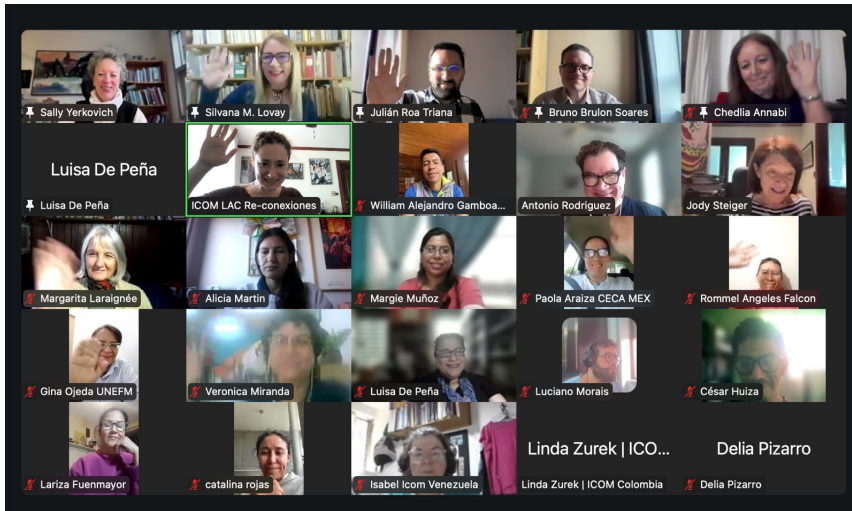 Sally Yerkovich
Silvana M. Lovay
Julián Roa Triana
Bruno Brulon Soares
Chedlia Annabi
Luisa De Peña
Luisa De Peña
ICOM LAC Re-conexiones
William Alejandro Gamboa...
Antonio Rodriguez
Jody Steiger
Margarita Laraignée
Alicia Martin
Margie Muñoz
Paola Araiza CECA MEX
Rommel Angeles Falcon
Gina Ojeda UNEFM
Veronica Miranda
Luisa De Peña
Luciano Morais
César Huiza
Lariza Fuenmayor
catalina rojas
Isabel Icom Venezuela
Linda Zurek | ICO...
Linda Zurek | ICOM Colombia
Delia Pizarro
Delia Pizarro